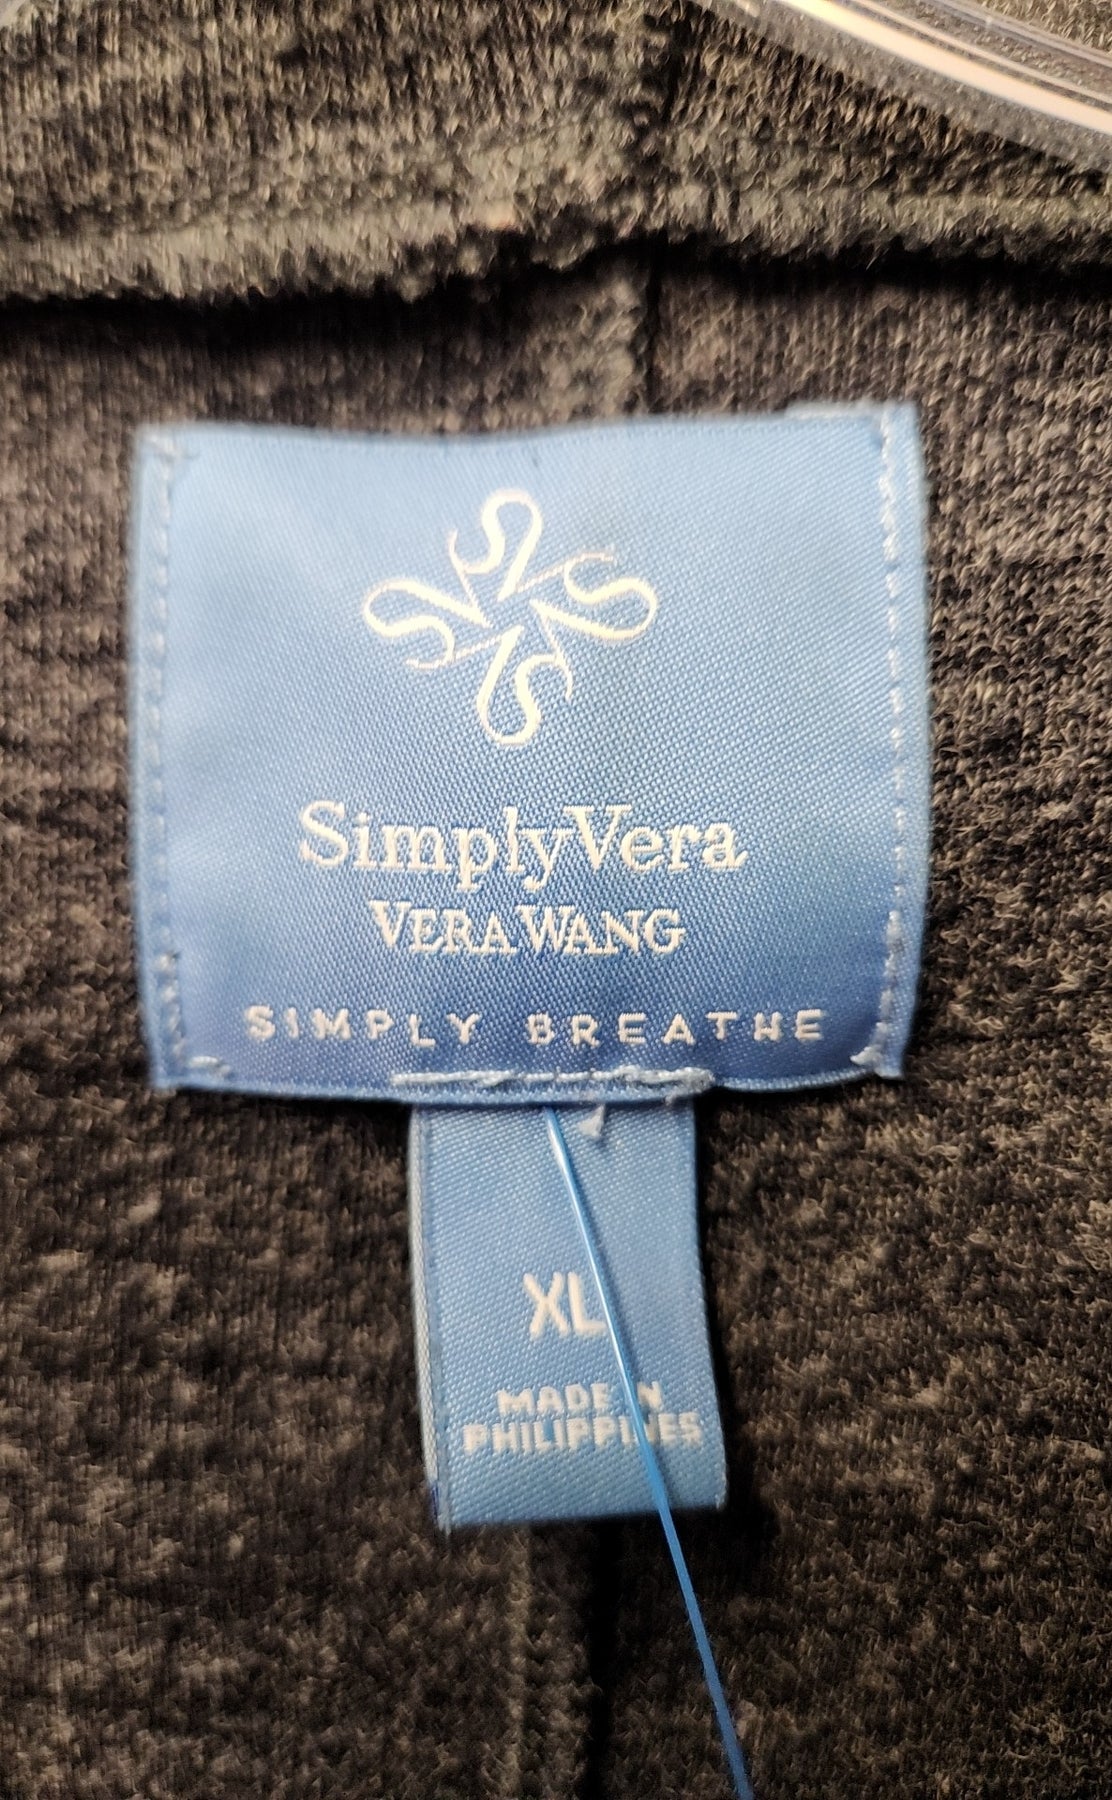 SimplyVera
VERA WANG
SIMPLY BREATHE
XL
MADE IN
PHILIPPINES